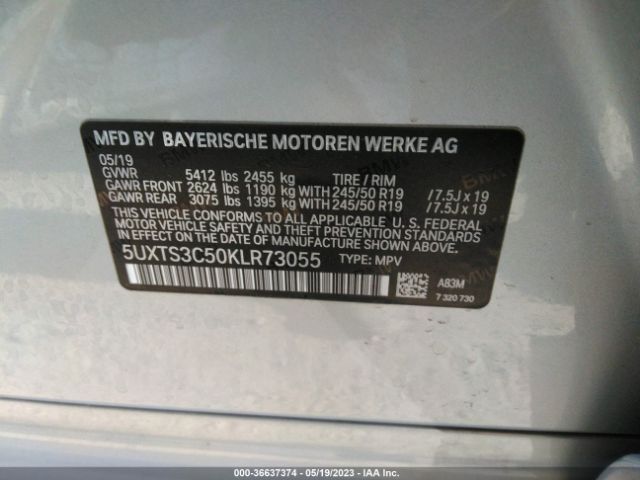 MFD BY BAYERISCHE MOTOREN WERKE AG
05/19
GVWR 5412 lbs 2455 kg TIRE / RIM
GAWR FRONT 2624 lbs 1190 kg WITH 245/50 R19 / 7.5J x 19
GAWR REAR 3075 lbs 1395 kg WITH 245/50 R19 / 7.5J x 19
THIS VEHICLE CONFORMS TO ALL APPLICABLE U. S. FEDERAL
MOTOR VEHICLE SAFETY AND THEFT PREVENTION STANDARDS
IN EFFECT ON THE DATE OF MANUFACTURE SHOWN ABOVE.
5UXTS3C50KLR73055 TYPE: MPV
A83M
7 320 730
000-36637374 / 05/19/2023 - IAA Inc.